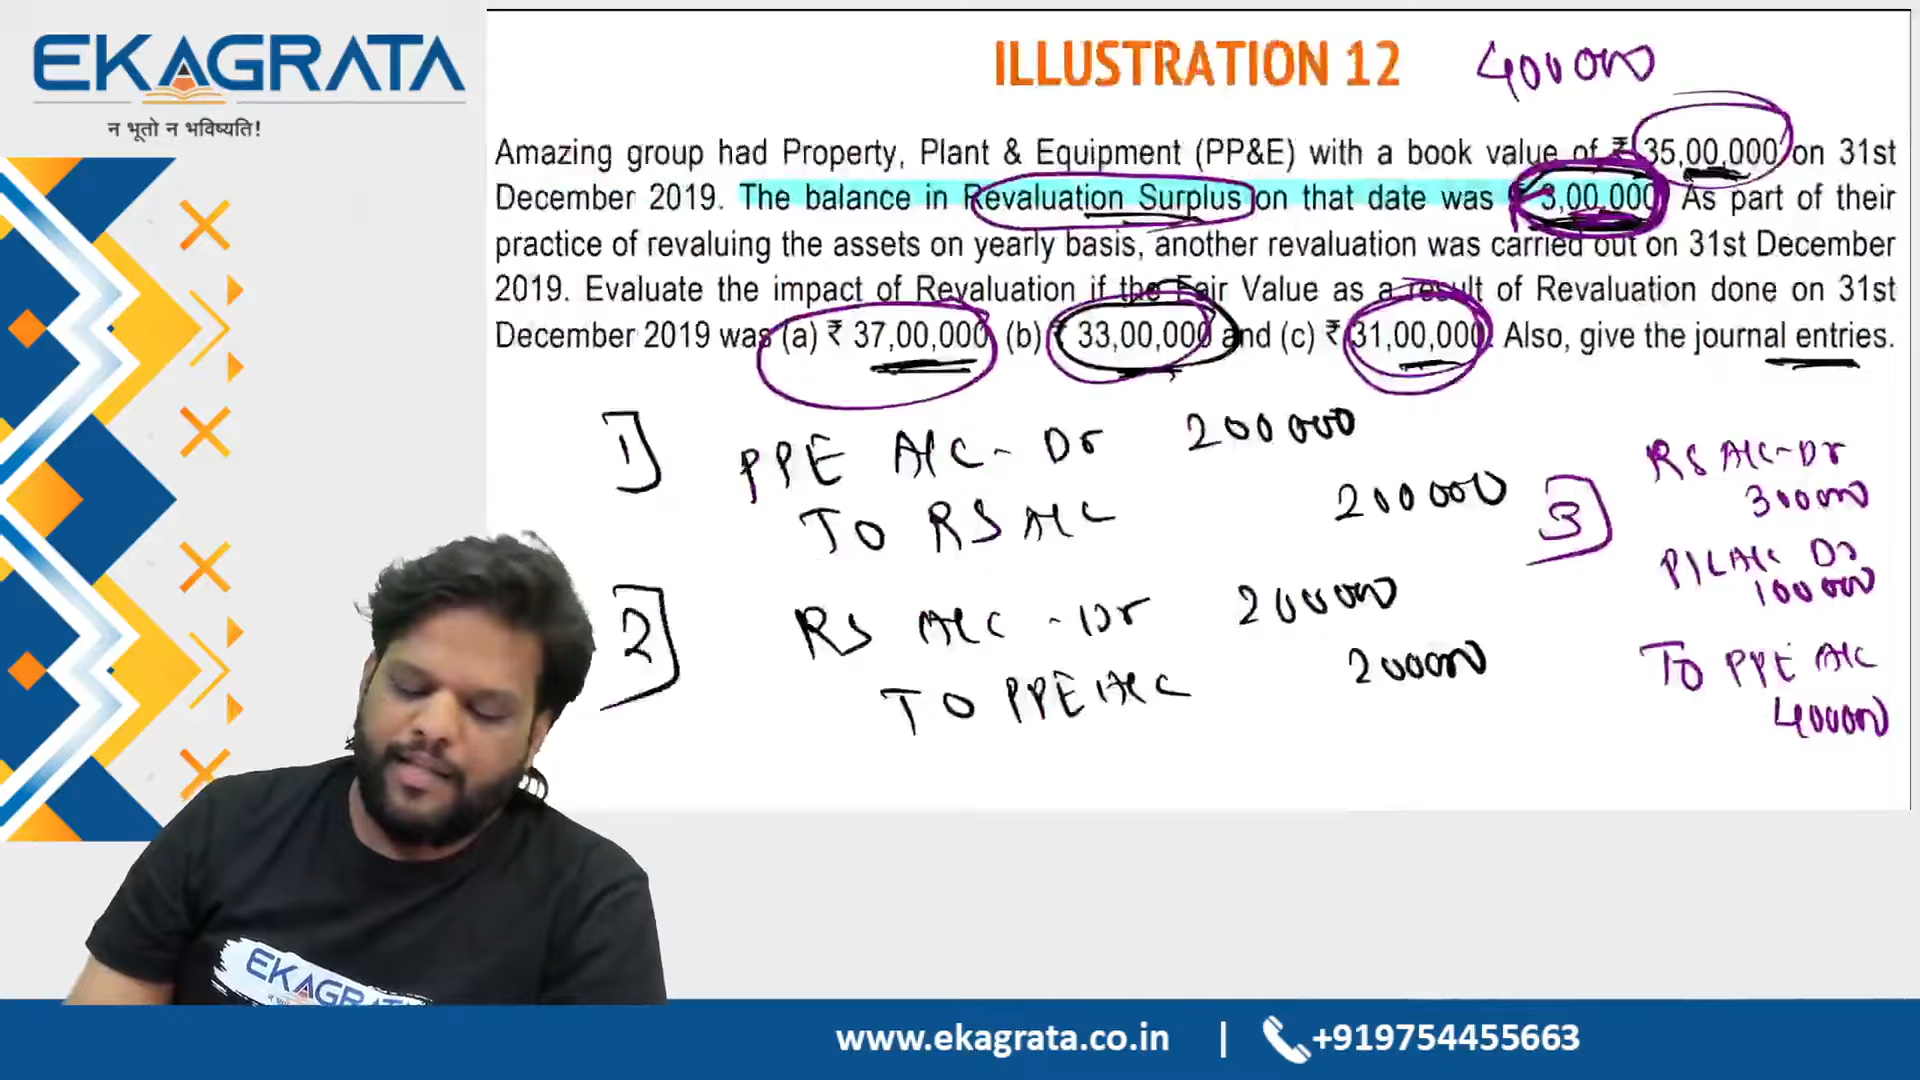 EKAGRATA
न भूतो न भविष्यति!
ILLUSTRATION 12
400000
Amazing group had Property, Plant & Equipment (PP&E) with a book value of ₹ 35,00,000 on 31st
December 2019. The balance in Revaluation Surplus on that date was ₹ 3,00,000. As part of their
practice of revaluing the assets on yearly basis, another revaluation was carried out on 31st December
2019. Evaluate the impact of Revaluation if the Fair Value as a result of Revaluation done on 31st
December 2019 was (a) ₹ 37,00,000 (b) ₹ 33,00,000 and (c) ₹ 31,00,000. Also, give the journal entries.
1] PPE A/C - Dr 200000
TO RS A/C 200000
2] RS A/C - Dr 200000
TO PPE A/C 200000
3] RS A/C - Dr
300000
P/L A/C Dr
100000
TO PPE A/C
400000
EKAGRATA
www.ekagrata.co.in | +919754455663